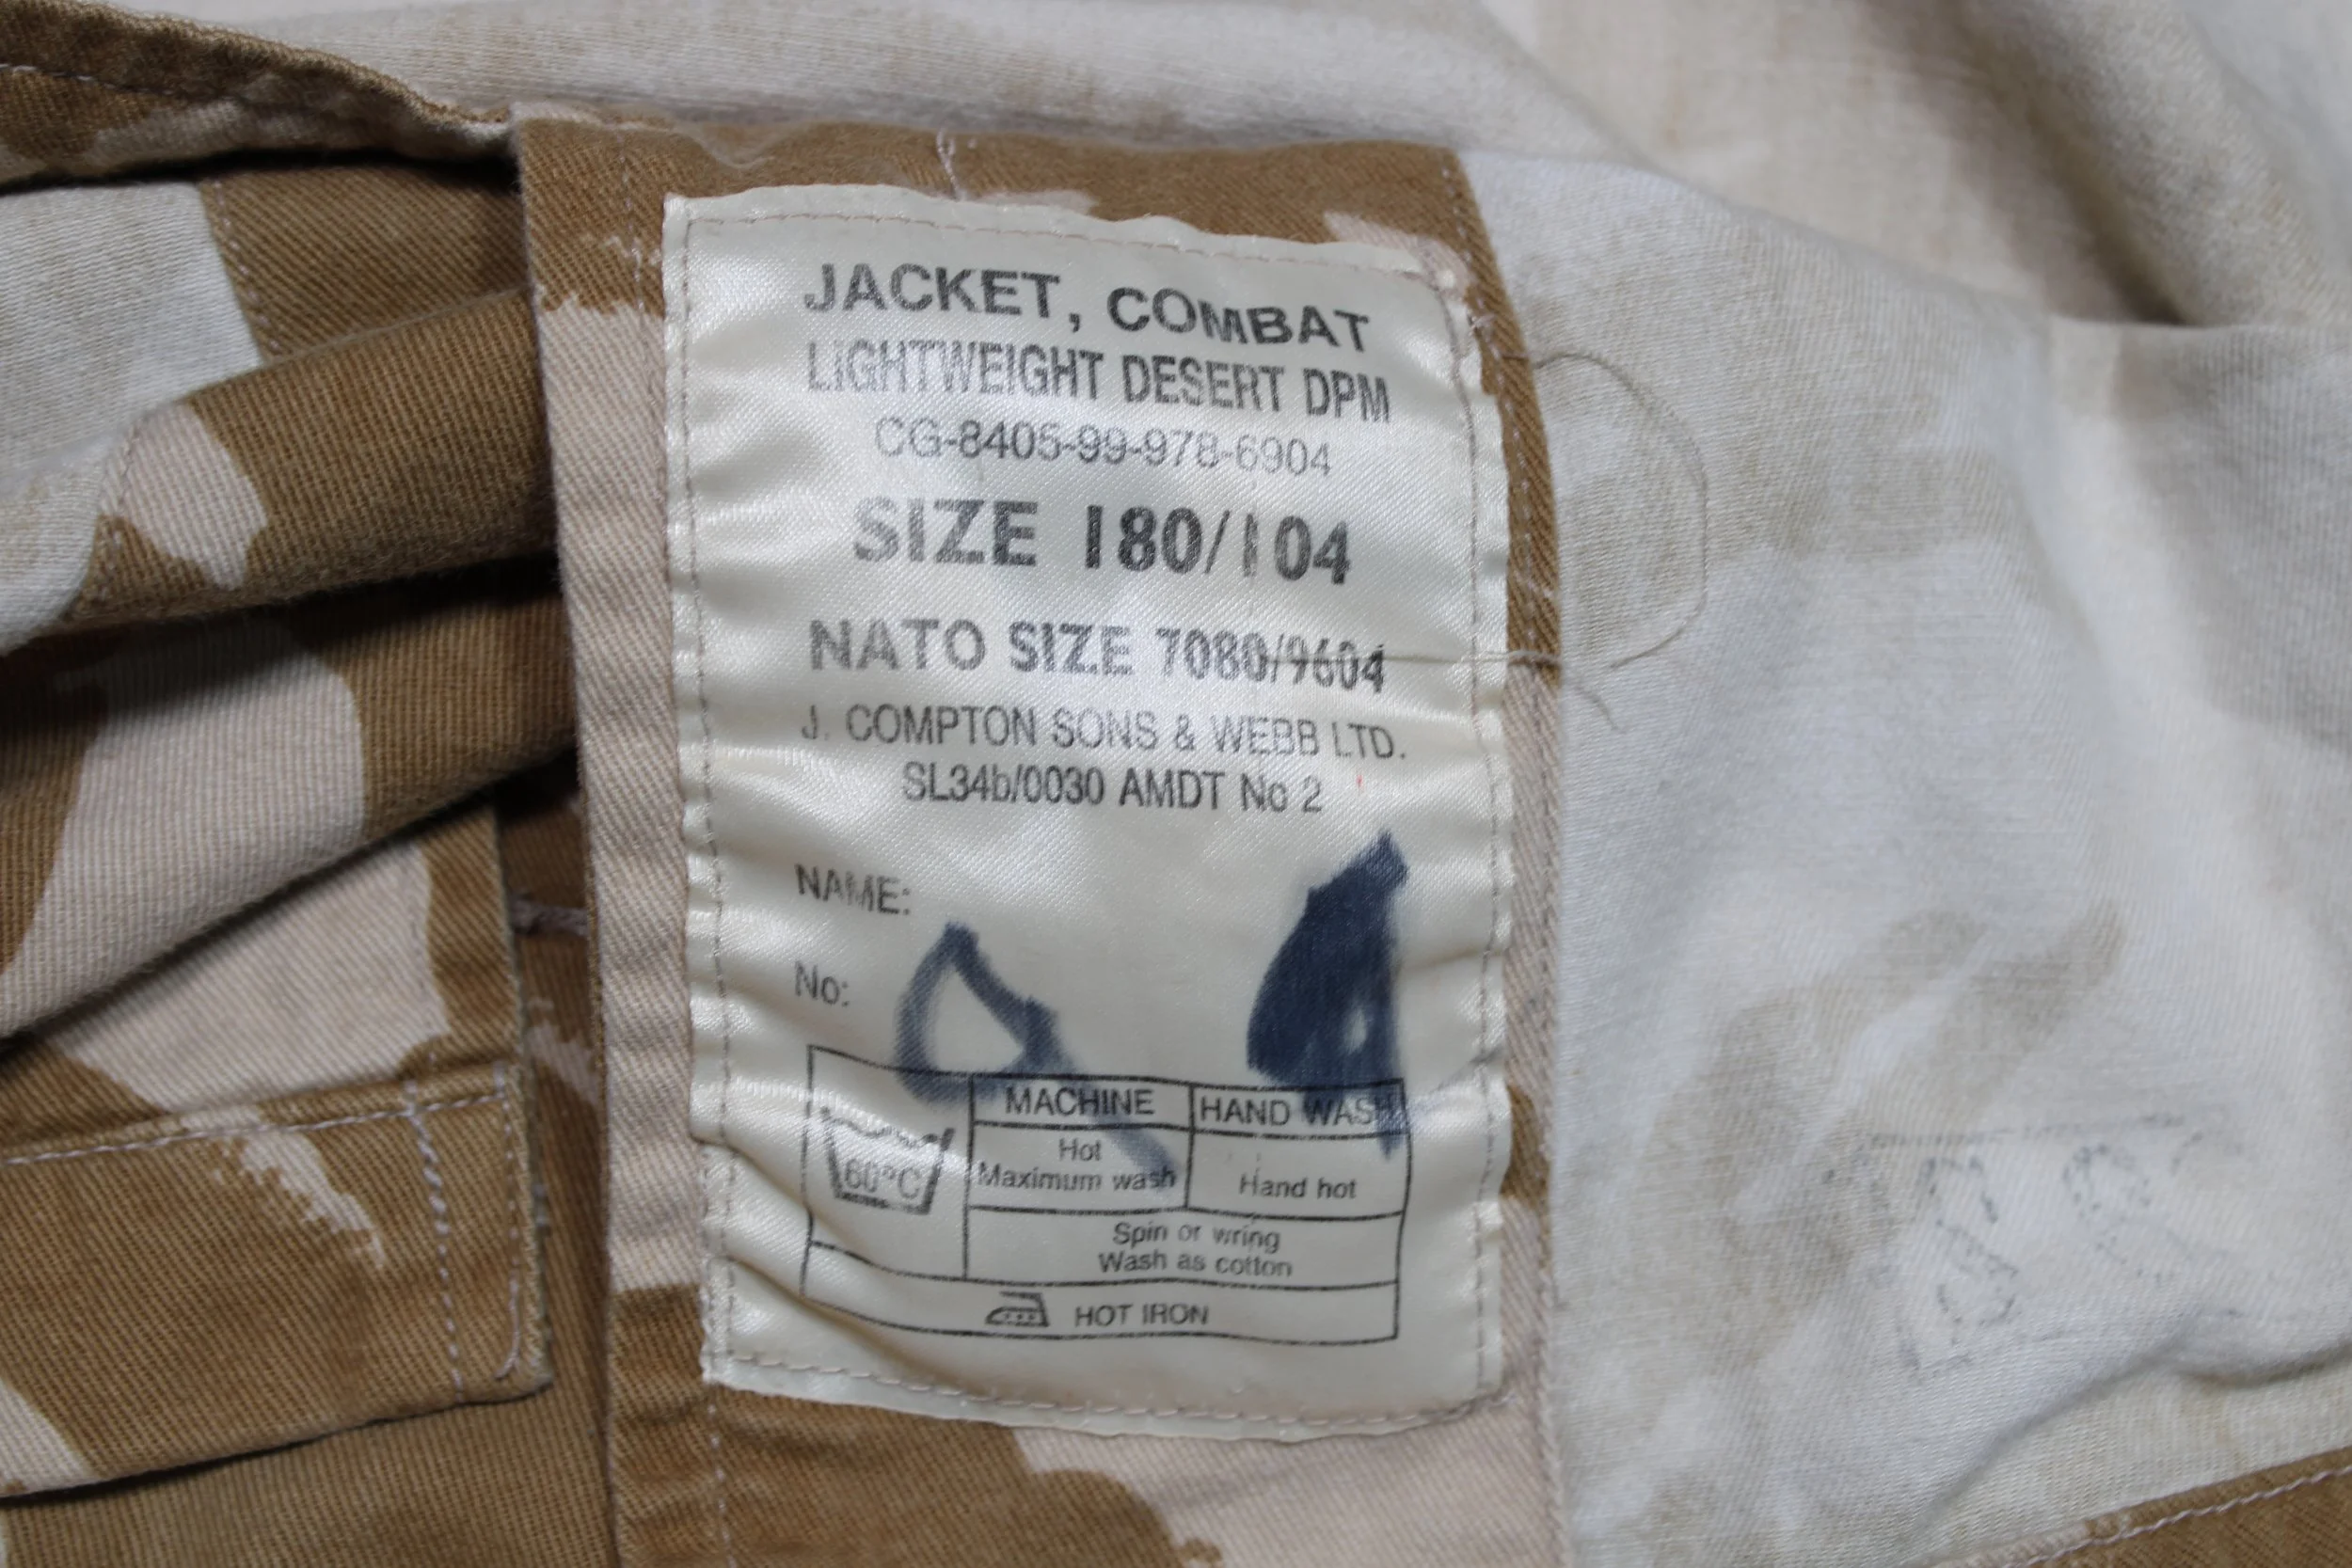 JACKET, COMBAT
LIGHTWEIGHT DESERT DPM
CG-8405-99-978-6904
SIZE 180/104
NATO SIZE 7080/9604
J. COMPTON SONS & WEBB LTD.
SL34b/0030 AMDT No 2
NAME:
No:
MACHINE HAND WASH
60°C
Hot
Maximum wash
Hand hot
Spin or wring
Wash as cotton
HOT IRON